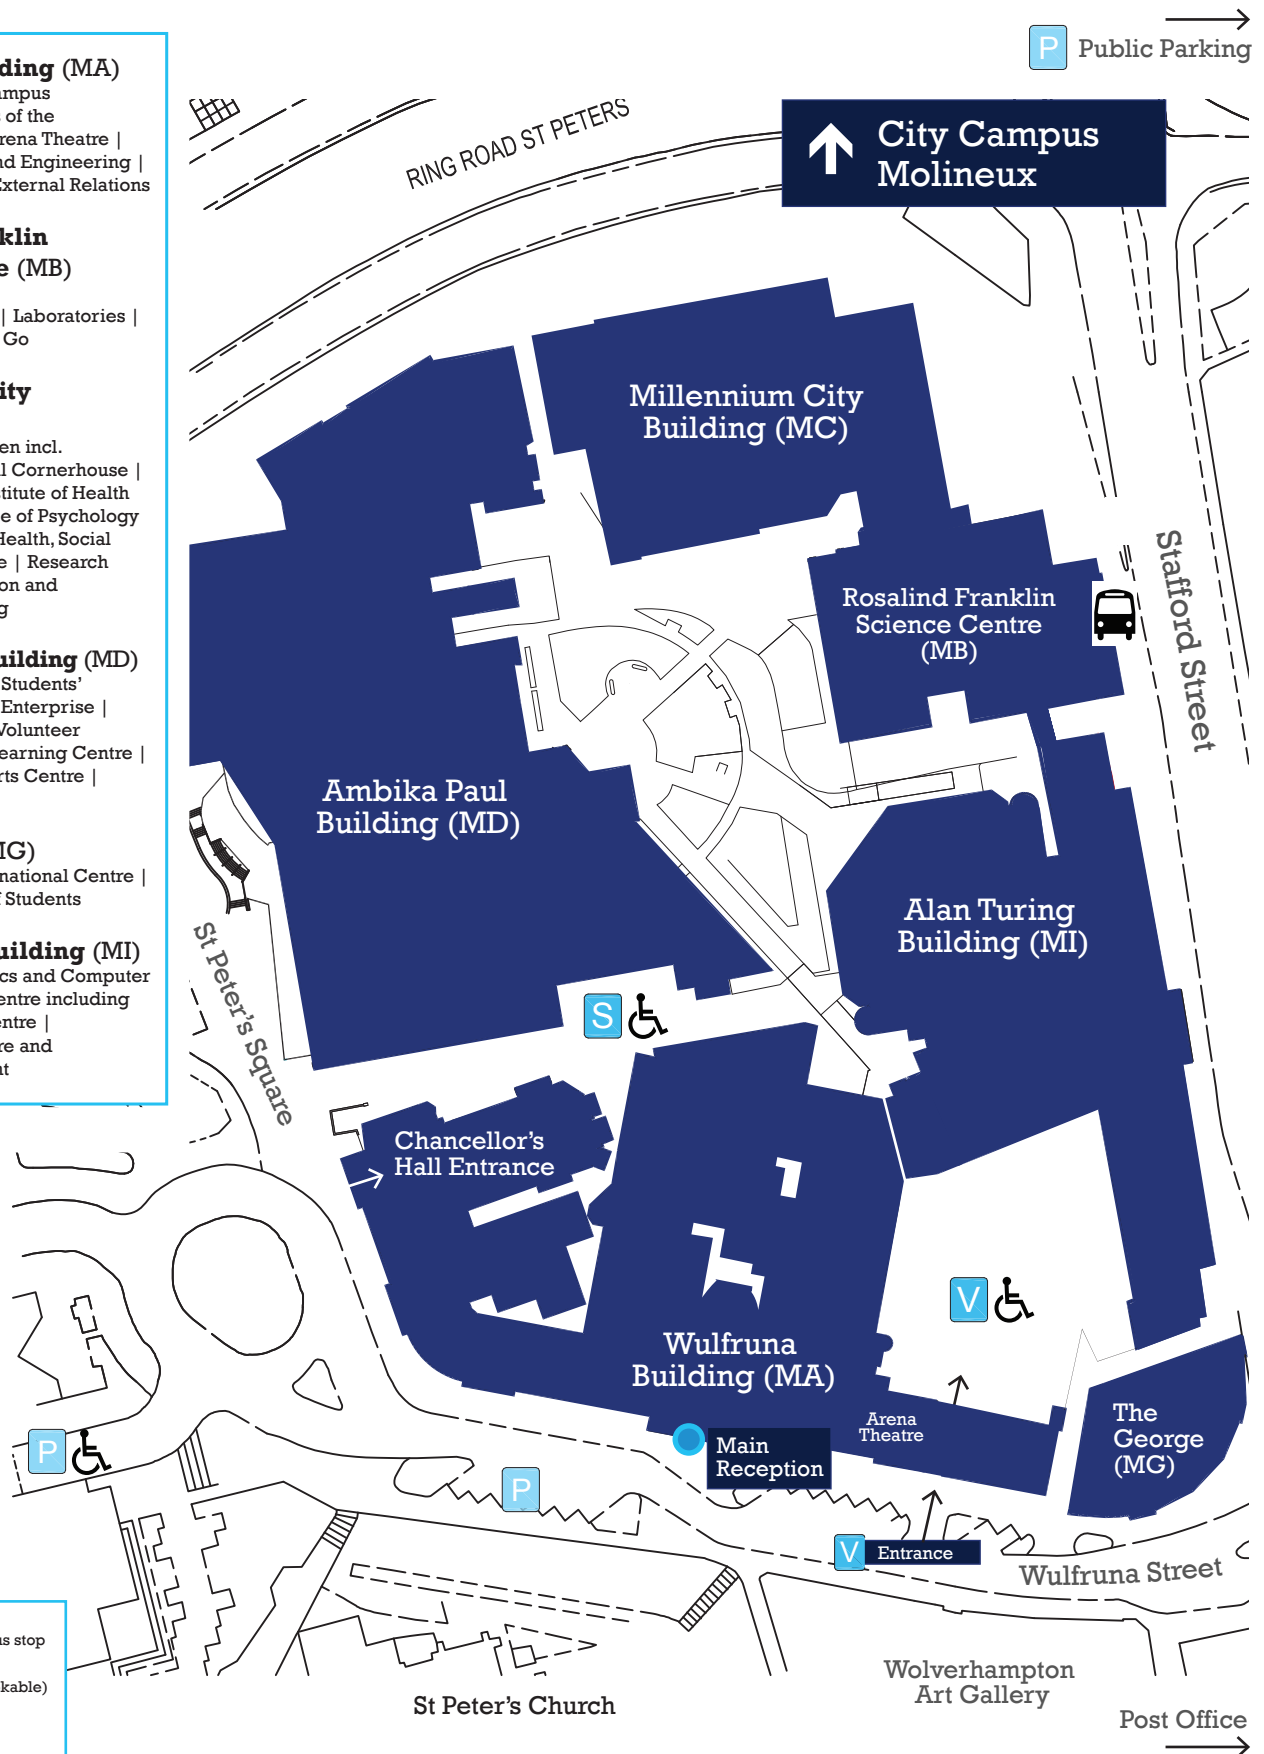 P Public Parking
ding (MA)
of the
rena Theatre |
nd Engineering |
External Relations
klin
(MB)
| Laboratories |
Go
ity
en incl.
l Cornerhouse |
stitute of Health
e of Psychology
Health, Social
e | Research
on and
g
uilding (MD)
Students’
Enterprise |
Volunteer
earning Centre |
rts Centre |
MG)
national Centre |
f Students
uilding (MI)
cs and Computer
entre including
entre |
re and
nt
RING ROAD ST PETERS
City Campus
Molineux
Millennium City
Building (MC)
Rosalind Franklin
Science Centre
(MB)
Stafford Street
Ambika Paul
Building (MD)
Alan Turing
Building (MI)
St Peter’s Square
S
Chancellor’s
Hall Entrance
V
Wulfruna
Building (MA)
Arena
Theatre
The
George
(MG)
Main
Reception
P
P
V Entrance
Wulfruna Street
us stop
kable)
St Peter’s Church
Wolverhampton
Art Gallery
Post Office